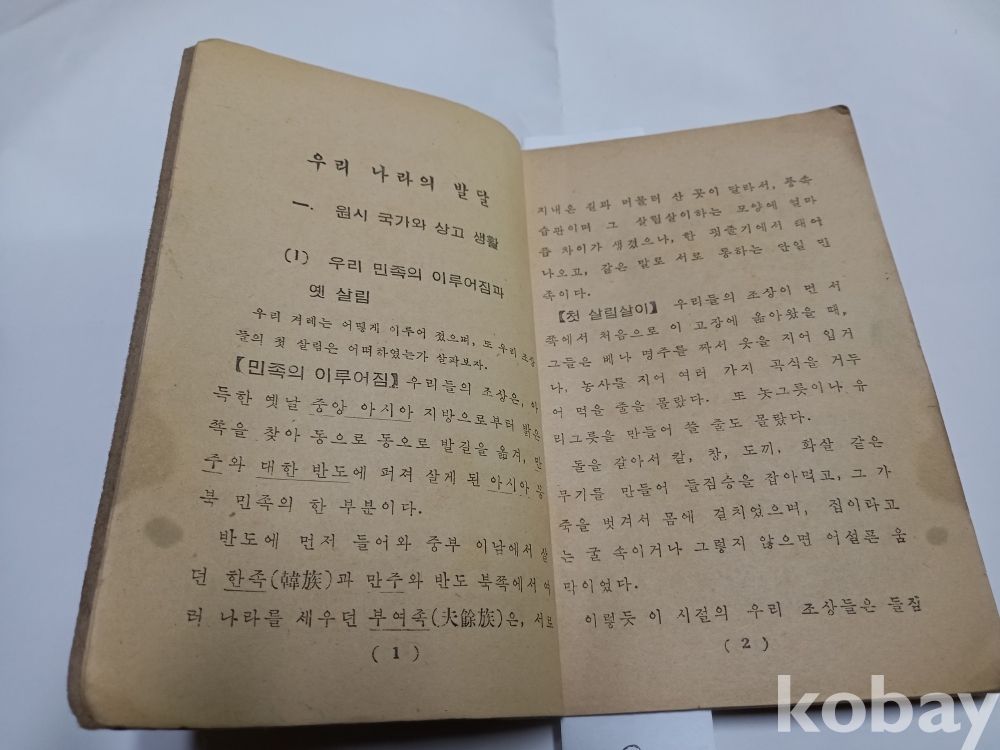 우리 나라의 발달
一. 원시 국가와 상고 생활
(1) 우리 민족의 이루어짐과
옛 살림
우리 겨레는 어떻게 이루어 졌으며, 또 우리 조상
들의 첫 살림은 어떠하였는가 살펴보자.
【민족의 이루어짐】 우리들의 조상은, 아
득한 옛날 중앙 아시아 지방으로부터 밝은
쪽을 찾아 동으로 동으로 발길을 옮겨, 만
주와 대한 반도에 퍼져 살게 된 아시아 동
북 민족의 한 부분이다.
반도에 먼저 들어와 중부 이남에서 살
던 한족(韓族)과 만주와 반도 북쪽에서 여
러 나라를 세우던 부여족(夫餘族)은, 서로
( 1 )
지내온 길과 머물러 산 곳이 달라서, 풍속
습관이며 그 살림살이하는 모양에 얼마
쯤 차이가 생겼으나, 한 핏줄기에서 태어
나오고, 같은 말로 서로 통하는 단일 민
족이다.
【첫 살림살이】 우리들의 조상이 먼 서
쪽에서 처음으로 이 고장에 옮아왔을 때,
그들은 베나 명주를 짜서 옷을 지어 입거
나, 농사를 지어 여러 가지 곡식을 거두
어 먹을 줄을 몰랐다. 또 놋그릇이나 유
리그릇을 만들어 쓸 줄도 몰랐다.
돌을 갈아서 칼, 창, 도끼, 화살 같은
무기를 만들어 들짐승을 잡아먹고, 그 가
죽을 벗겨서 몸에 걸치었으며, 집이라고
는 굴 속이거나 그렇지 않으면 어설픈 움
막이었다.
이렇듯 이 시절의 우리 조상들은 들짐
( 2 )
kobay